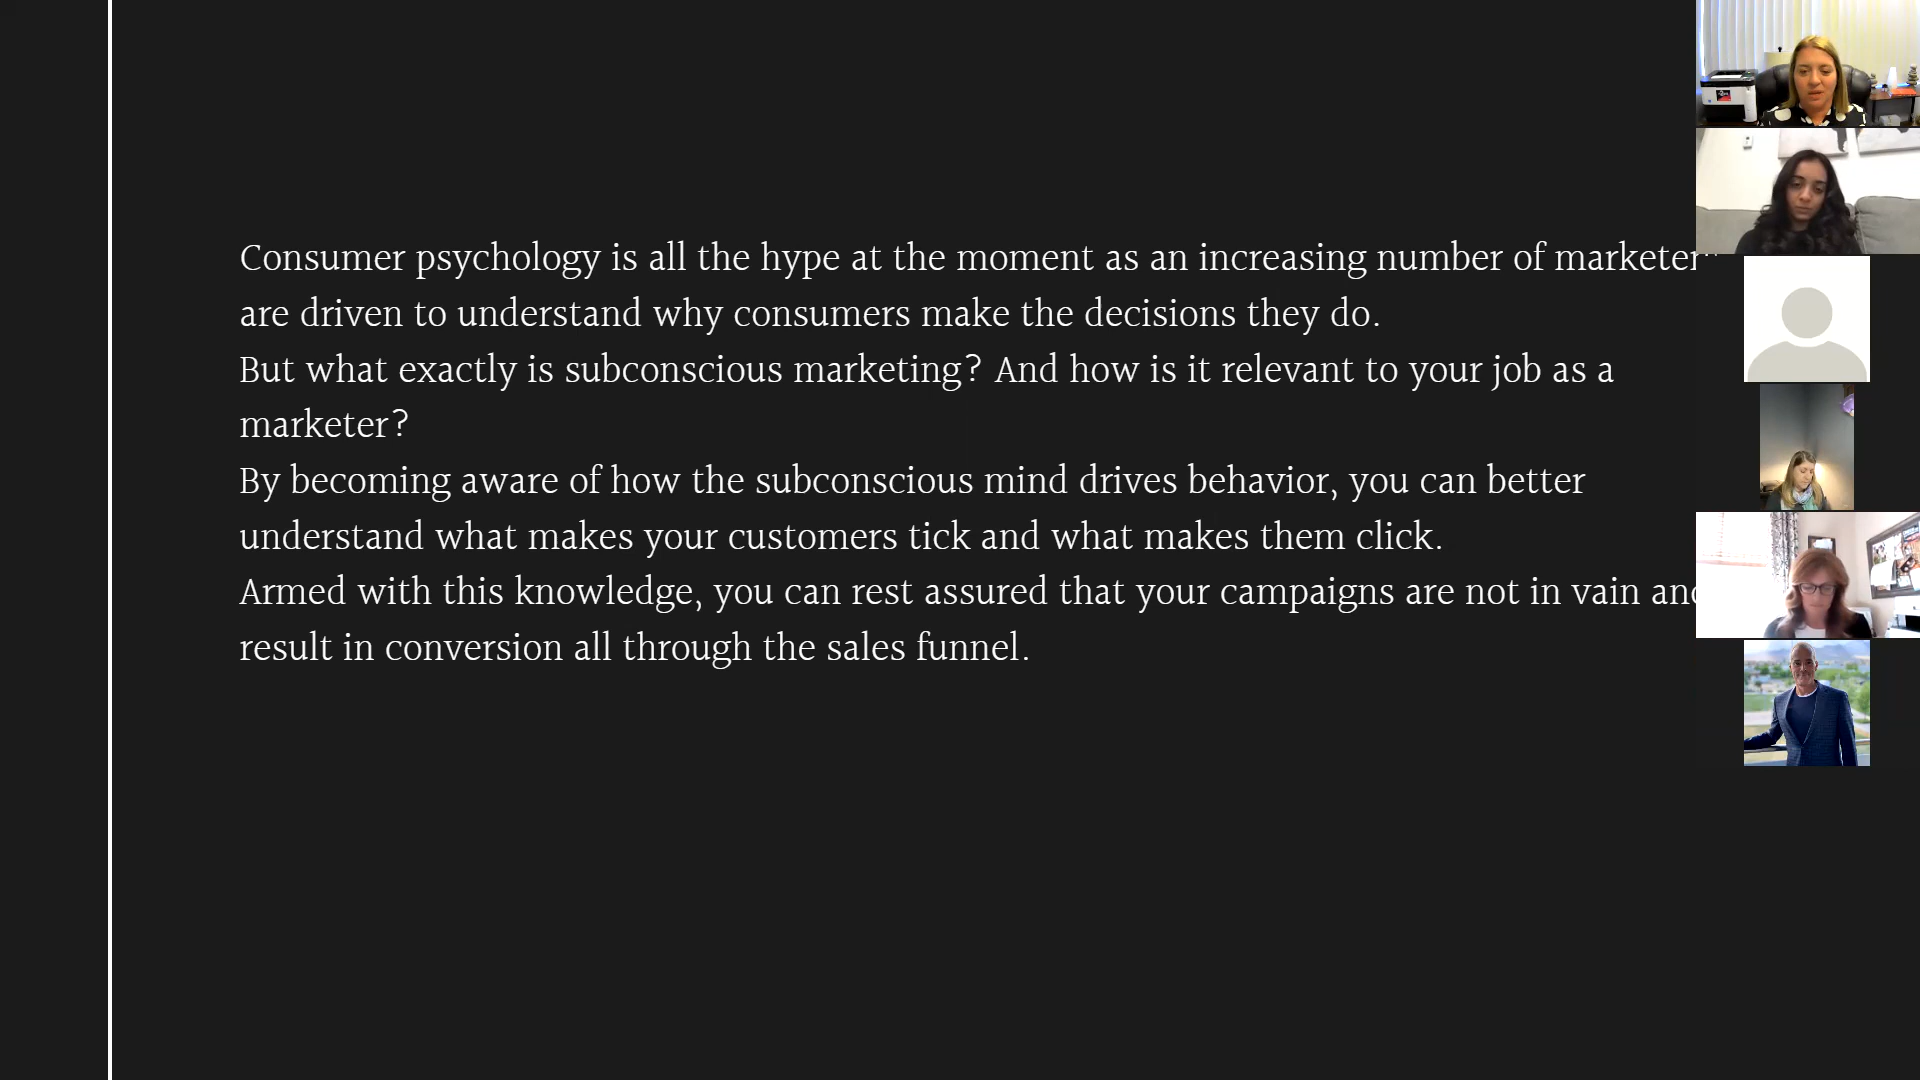 Consumer psychology is all the hype at the moment as an increasing number of marketers
are driven to understand why consumers make the decisions they do.
But what exactly is subconscious marketing? And how is it relevant to your job as a
marketer?
By becoming aware of how the subconscious mind drives behavior, you can better
understand what makes your customers tick and what makes them click.
Armed with this knowledge, you can rest assured that your campaigns are not in vain and
result in conversion all through the sales funnel.